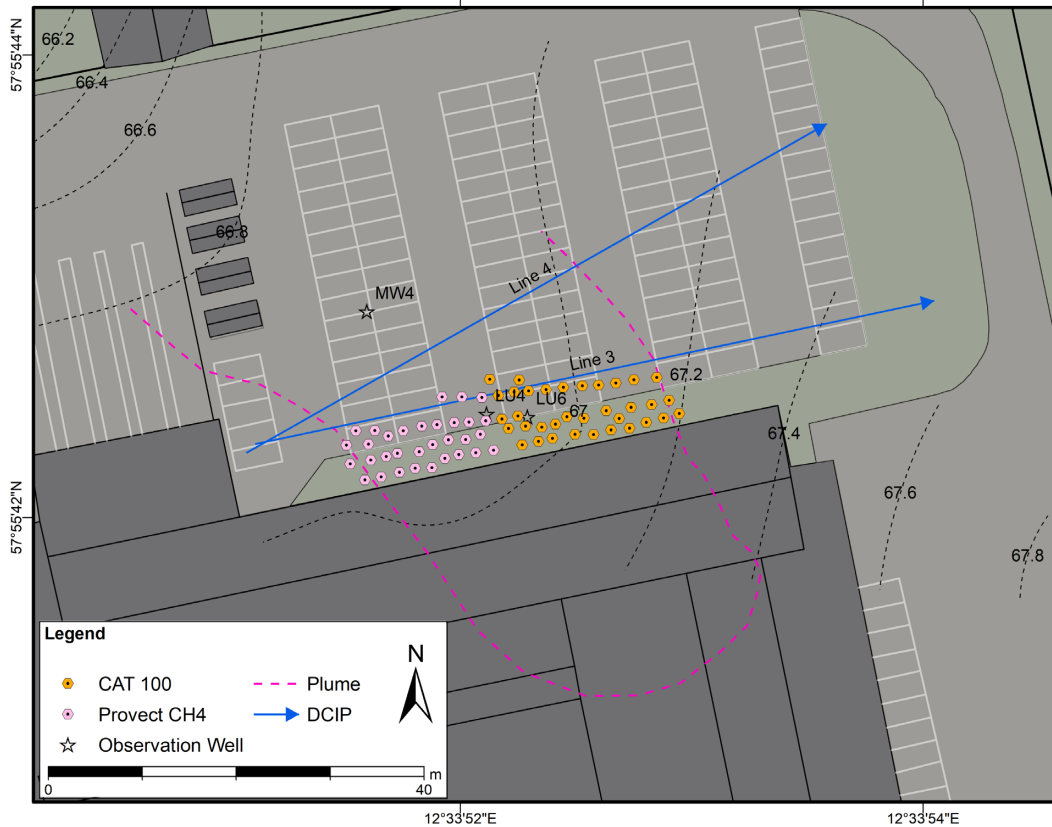 66.2
66.4
66.6
66.8
57°55'44"N
MW4
Line 4
Line 3
67.2
LU4
LU6
67
67.4
67.6
67.8
57°55'42"N
Legend
CAT 100
Plume
Provect CH4
DCIP
Observation Well
N
0
40
m
12°33'52"E
12°33'54"E